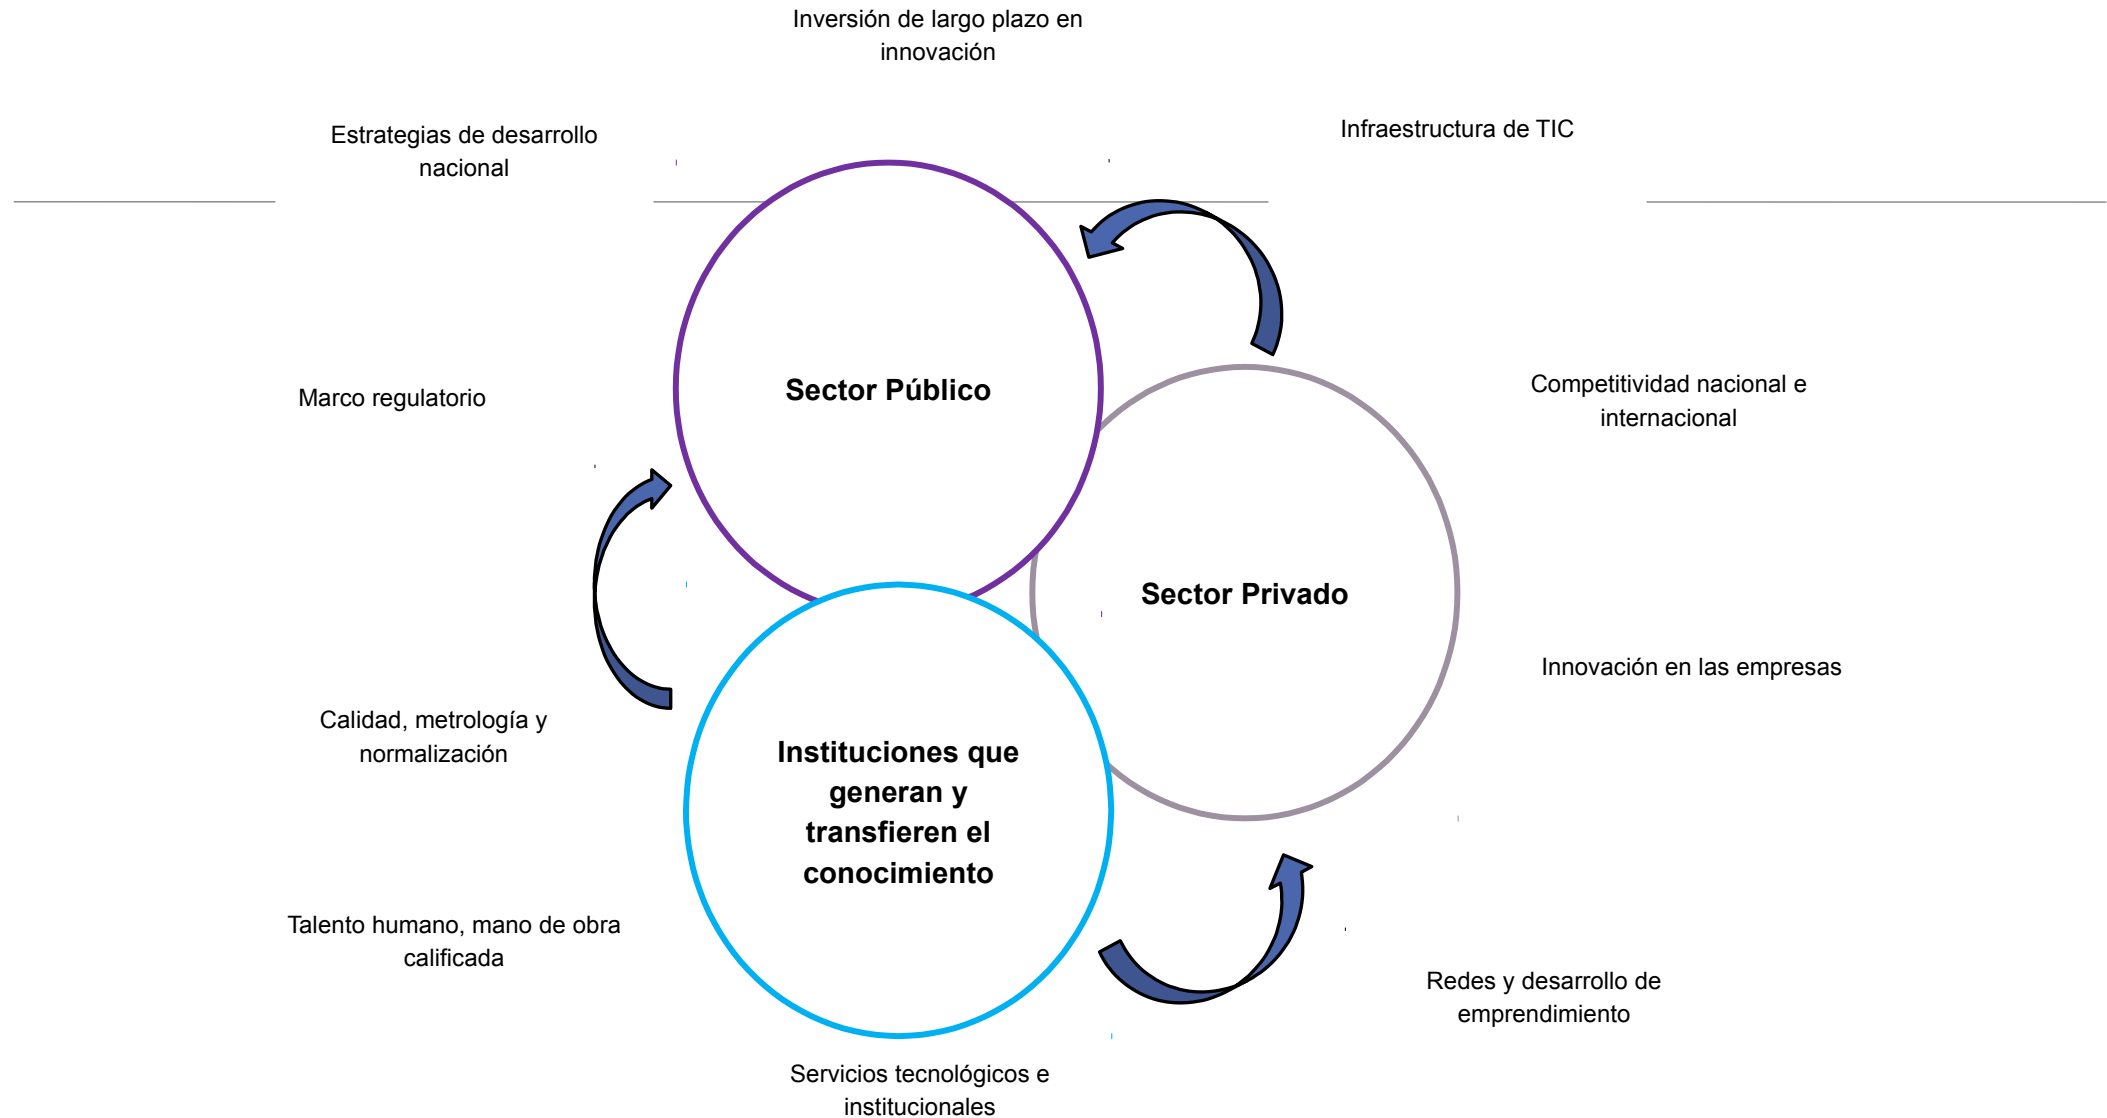 Inversión de largo plazo en
innovación
Estrategias de desarrollo
nacional
Infraestructura de TIC
Marco regulatorio
Sector Público
Competitividad nacional e
internacional
Sector Privado
Innovación en las empresas
Calidad, metrología y
normalización
Instituciones que
generan y
transfieren el
conocimiento
Talento humano, mano de obra
calificada
Redes y desarrollo de
emprendimiento
Servicios tecnológicos e
institucionales